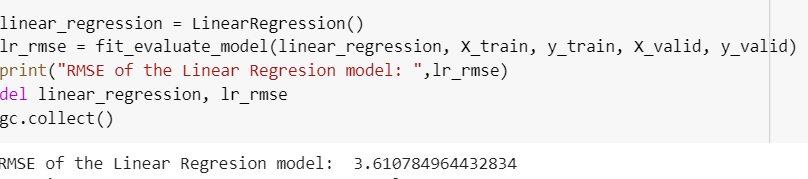 linear_regression = LinearRegression()
lr_rmse = fit_evaluate_model(linear_regression, X_train, y_train, X_valid, y_valid)
print("RMSE of the Linear Regresion model: ",lr_rmse)
del linear_regression, lr_rmse
gc.collect()
RMSE of the Linear Regresion model:  3.610784964432834